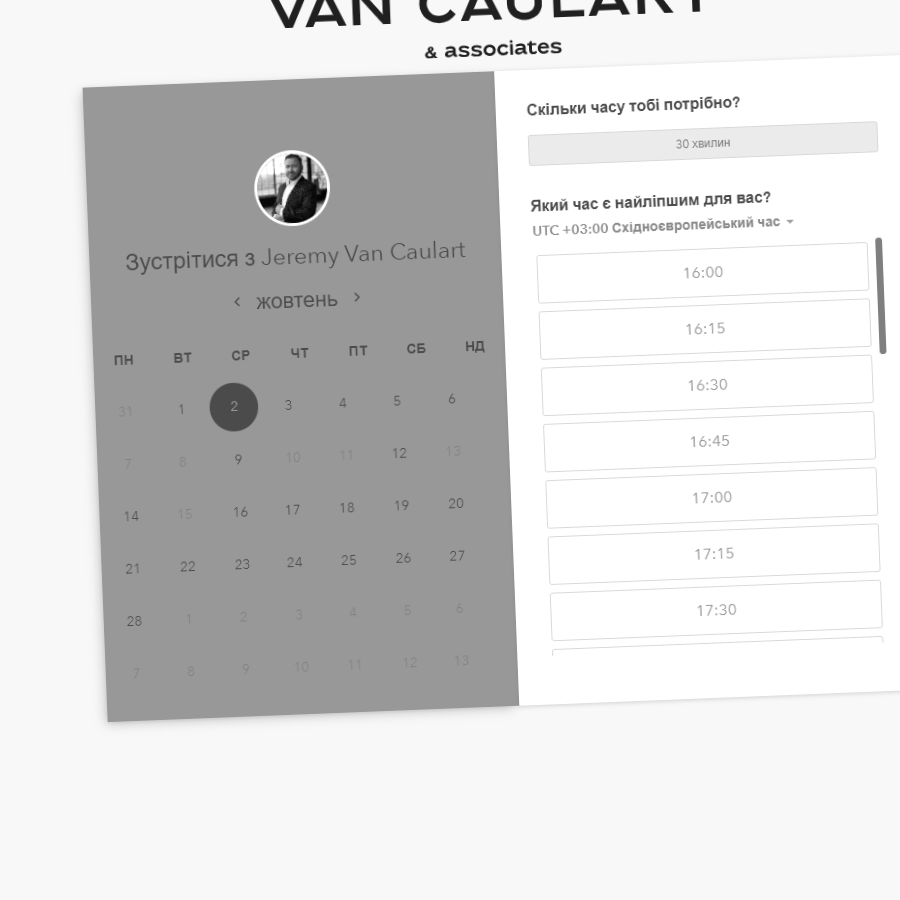 VAN CAULART
& associates
Зустрітися з Jeremy Van Caulart
жовтень
ПН ВТ СР ЧТ ПТ СБ НД
31 1 2 3 4 5 6
7 8 9 10 11 12 13
14 15 16 17 18 19 20
21 22 23 24 25 26 27
28 1 2 3 4 5 6
7 8 9 10 11 12 13
Скільки часу тобі потрібно?
30 хвилин
Який час є найліпшим для вас?
UTC +03:00 Східноєвропейський час
16:00
16:15
16:30
16:45
17:00
17:15
17:30